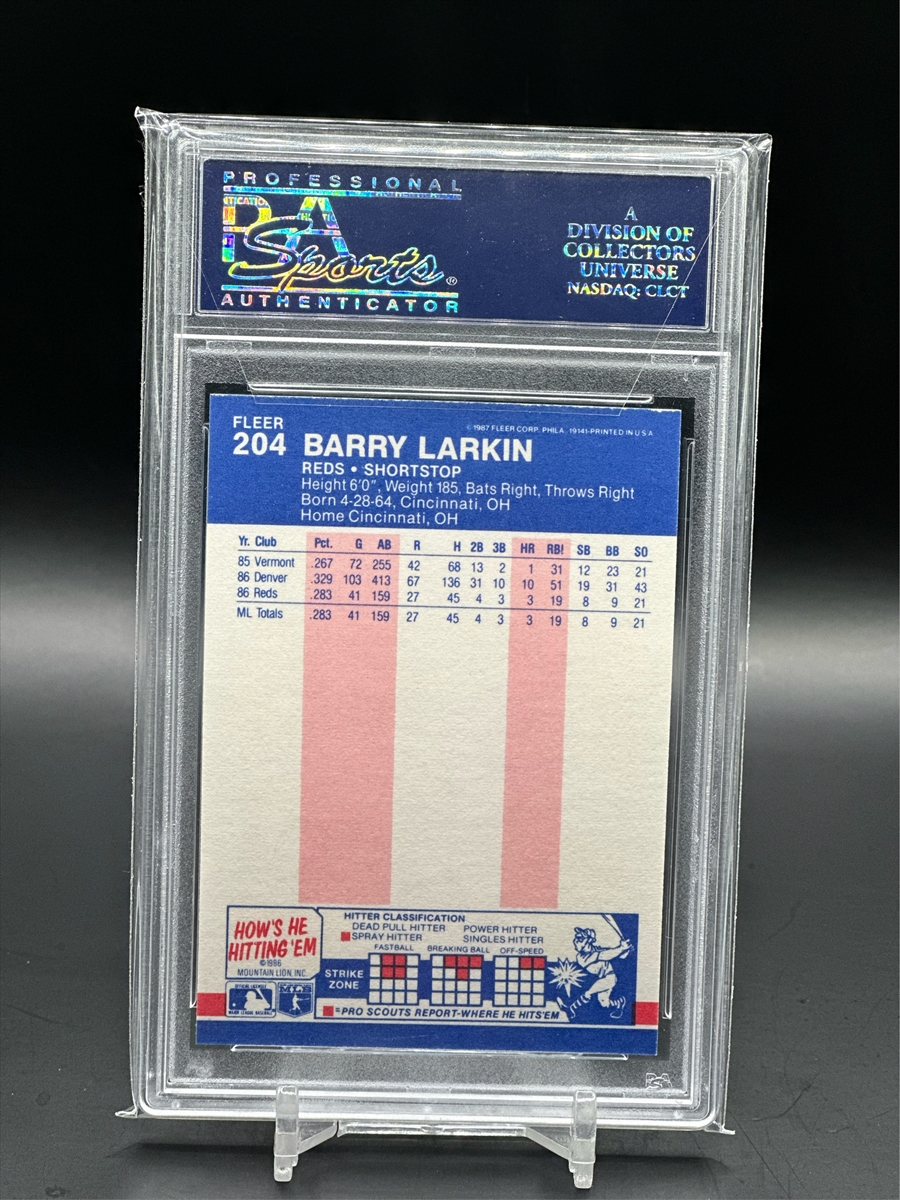 PROFESSIONAL
PSA
Sports®
AUTHENTICATOR
A
DIVISION OF
COLLECTORS
UNIVERSE
NASDAQ: CLCT
FLEER
204 BARRY LARKIN
© 1987 FLEER CORP. PHILA. 19141-PRINTED IN U S A
REDS • SHORTSTOP
Height 6'0", Weight 185, Bats Right, Throws Right
Born 4-28-64, Cincinnati, OH
Home Cincinnati, OH
Yr. Club Pct. G AB R H 2B 3B HR RBI SB BB SO
85 Vermont .267 72 255 42 68 13 2 1 31 12 23 21
86 Denver .329 103 413 67 136 31 10 10 51 19 31 43
86 Reds .283 41 159 27 45 4 3 3 19 8 9 21
ML Totals .283 41 159 27 45 4 3 3 19 8 9 21
HOW'S HE
HITTING 'EM
©1986
MOUNTAIN LION, INC.
HITTER CLASSIFICATION
DEAD PULL HITTER POWER HITTER
SPRAY HITTER SINGLES HITTER
FASTBALL BREAKING BALL OFF-SPEED
STRIKE
ZONE
=PRO SCOUTS REPORT-WHERE HE HITS'EM
PSA